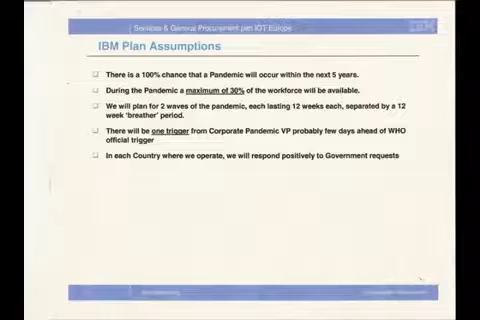 Services & General Procurement pan IOT Europe
IBM
IBM Plan Assumptions
There is a 100% chance that a Pandemic will occur within the next 5 years.
During the Pandemic a maximum of 30% of the workforce will be available.
We will plan for 2 waves of the pandemic, each lasting 12 weeks each, separated by a 12
week ‘breather’ period.
There will be one trigger from Corporate Pandemic VP probably few days ahead of WHO
official trigger
In each Country where we operate, we will respond positively to Government requests